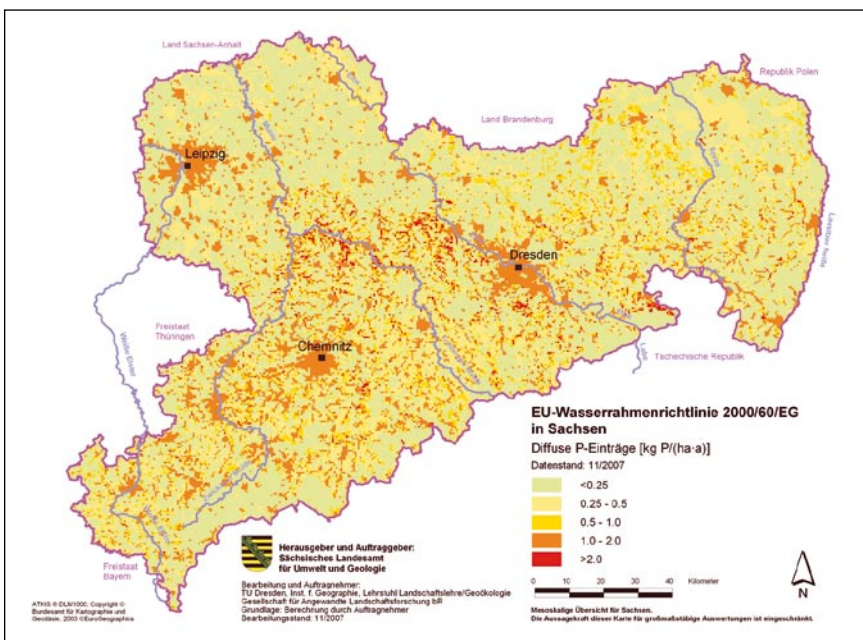 Land Sachsen-Anhalt
Republik Polen
Land Brandenburg
Leipzig
Lausitzer Neiße
Dresden
Freistaat
Thüringen
Weiße Elster
Chemnitz
Labe
Tschechische Republik
EU-Wasserrahmenrichtlinie 2000/60/EG
in Sachsen
Diffuse P-Einträge [kg P/(ha·a)]
Datenstand: 11/2007
<0.25
0.25 - 0.5
0.5 - 1.0
1.0 - 2.0
>2.0
Herausgeber und Auftraggeber:
Sächsisches Landesamt
für Umwelt und Geologie
Freistaat
Bayern
Bearbeitung und Auftragnehmer:
TU Dresden, Inst. f. Geographie, Lehrstuhl Landschaftslehre/Geoökologie
Gesellschaft für Angewandte Landschaftsforschung bR
Grundlage: Berechnung durch Auftragnehmer
Bearbeitungsstand: 11/2007
0 10 20 30 40 Kilometer
N
Mesoskalige Übersicht für Sachsen.
Die Aussagekraft dieser Karte für großmaßstäbige Auswertungen ist eingeschränkt.
ATKIS ® DLM1000, Copyright ©
Bundesamt für Kartographie und
Geodäsie, 2003 ©EuroGeographics